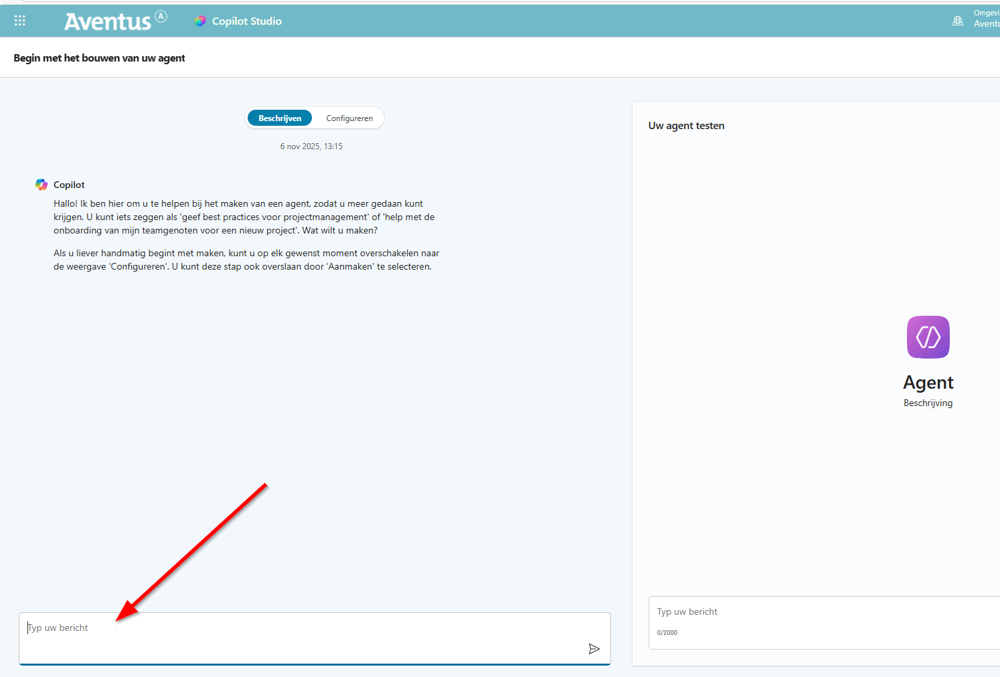 Aventus A
Copilot Studio
Omgevi
Aventu
Begin met het bouwen van uw agent
Beschrijven
Configureren
6 nov 2025, 13:15
Copilot
Hallo! Ik ben hier om u te helpen bij het maken van een agent, zodat u meer gedaan kunt
krijgen. U kunt iets zeggen als 'geef best practices voor projectmanagement' of 'help met de
onboarding van mijn teamgenoten voor een nieuw project'. Wat wilt u maken?
Als u liever handmatig begint met maken, kunt u op elk gewenst moment overschakelen naar
de weergave 'Configureren'. U kunt deze stap ook overslaan door 'Aanmaken' te selecteren.
Typ uw bericht
Uw agent testen
Agent
Beschrijving
Typ uw bericht
0/2000